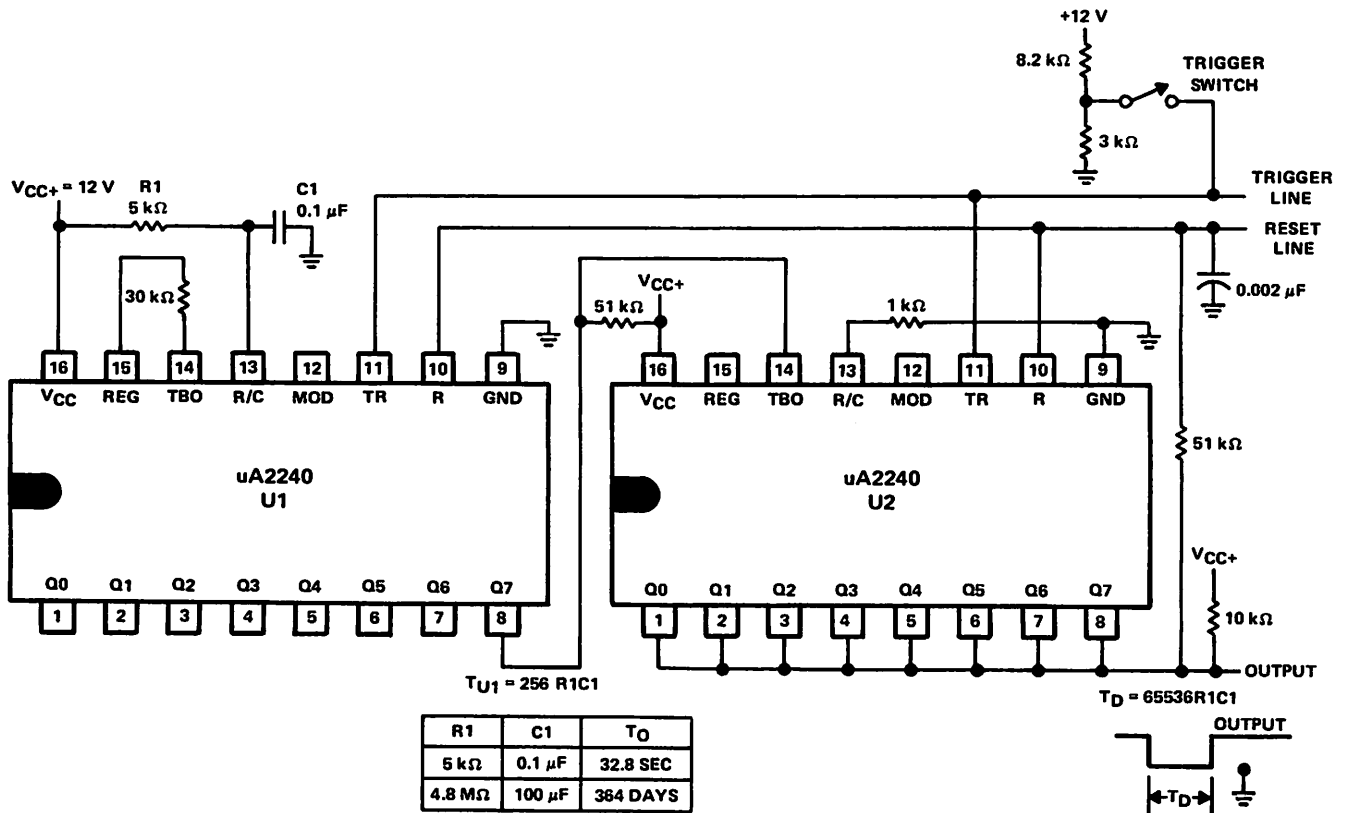 +12 V
8.2 kΩ
TRIGGER
SWITCH
3 kΩ
VCC+ = 12 V
R1
5 kΩ
C1
0.1 µF
TRIGGER
LINE
RESET
LINE
30 kΩ
51 kΩ
VCC+
1 kΩ
0.002 µF
16 15 14 13 12 11 10 9
VCC REG TBO R/C MOD TR R GND
16 15 14 13 12 11 10 9
VCC REG TBO R/C MOD TR R GND
51 kΩ
uA2240
U1
uA2240
U2
VCC+
10 kΩ
Q0 Q1 Q2 Q3 Q4 Q5 Q6 Q7
1 2 3 4 5 6 7 8
Q0 Q1 Q2 Q3 Q4 Q5 Q6 Q7
1 2 3 4 5 6 7 8
OUTPUT
TU1 = 256 R1C1
TD = 65536R1C1
R1 C1 TO
5 kΩ 0.1 µF 32.8 SEC
4.8 MΩ 100 µF 364 DAYS
OUTPUT
TD